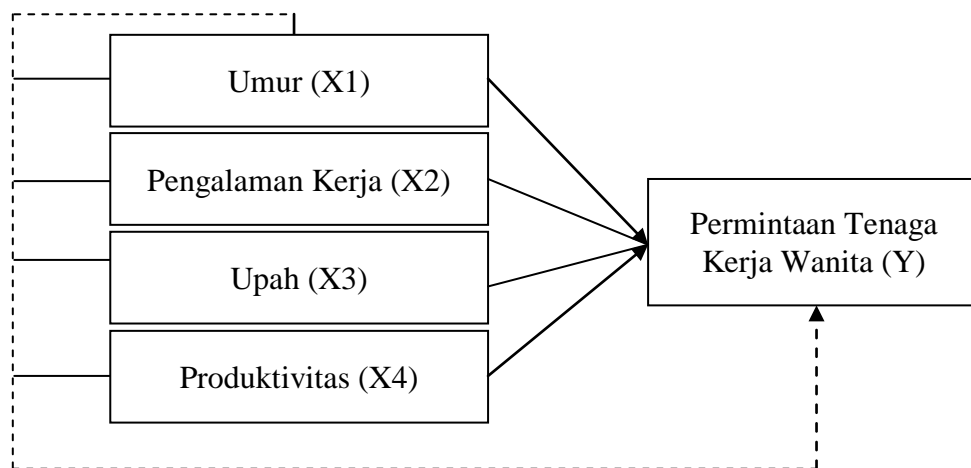 Umur (X1)
Pengalaman Kerja (X2)
Upah (X3)
Produktivitas (X4)
Permintaan Tenaga
Kerja Wanita (Y)